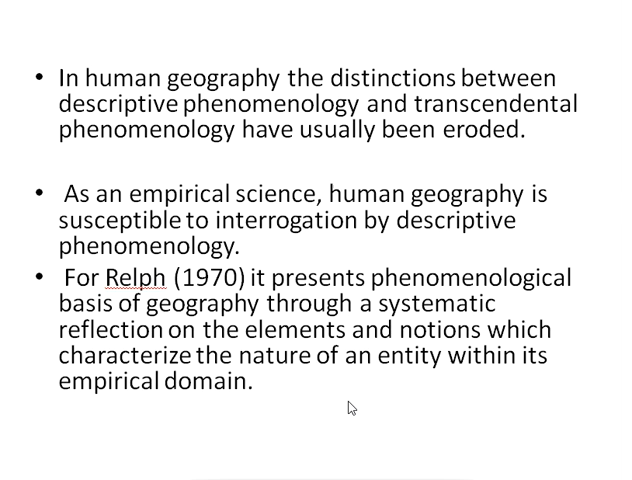 • In human geography the distinctions between
descriptive phenomenology and transcendental
phenomenology have usually been eroded.
• As an empirical science, human geography is
susceptible to interrogation by descriptive
phenomenology.
• For Relph (1970) it presents phenomenological
basis of geography through a systematic
reflection on the elements and notions which
characterize the nature of an entity within its
empirical domain.